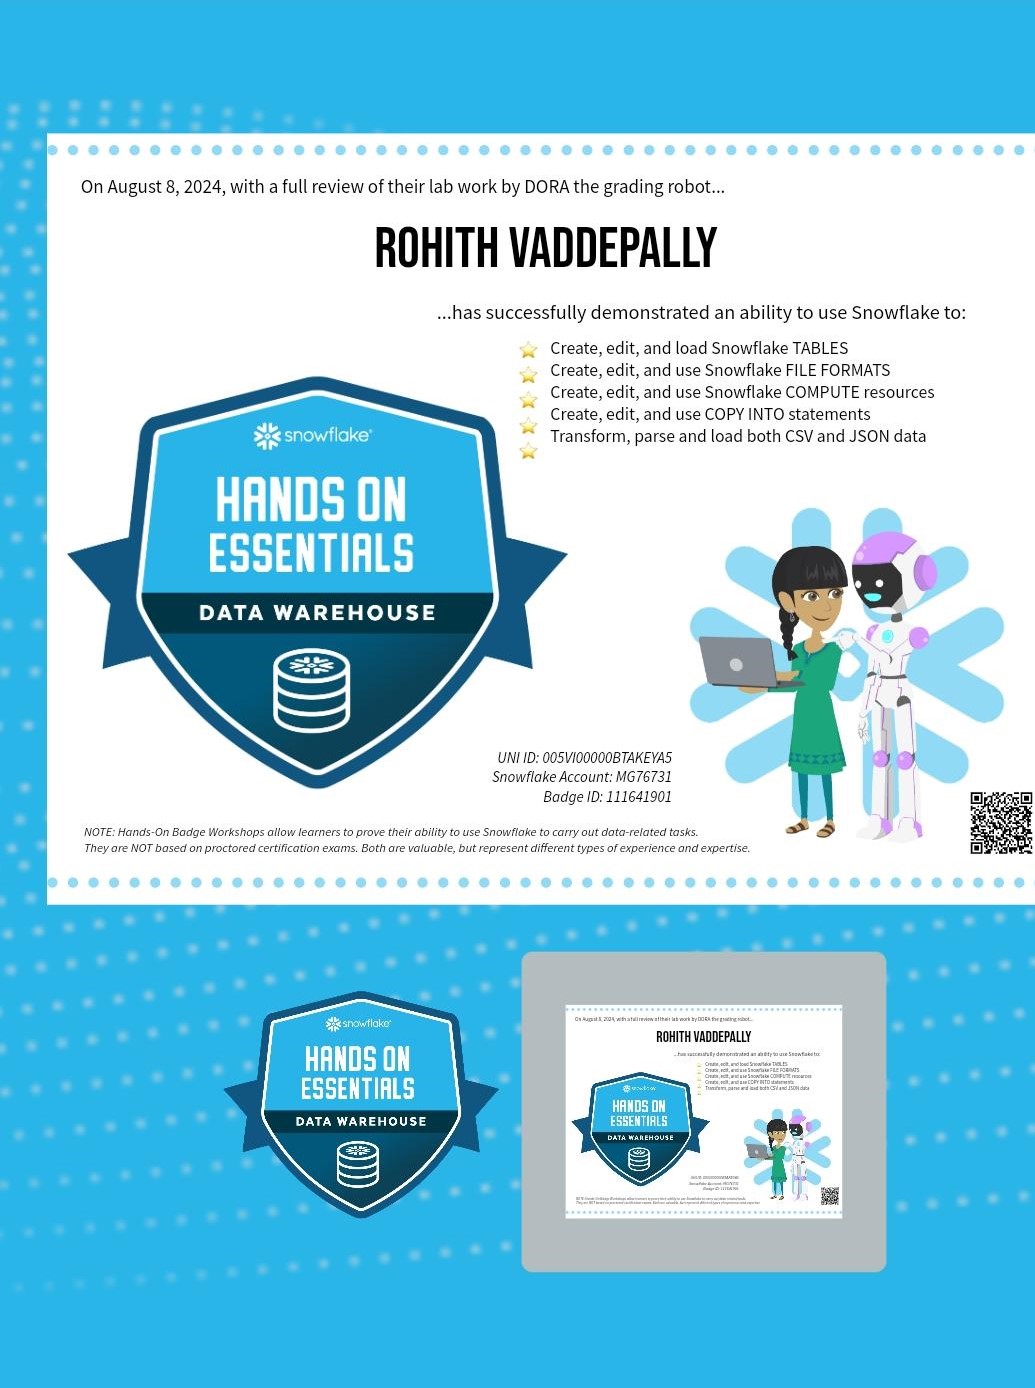 On August 8, 2024, with a full review of their lab work by DORA the grading robot...
ROHITH VADDEPALLY
...has successfully demonstrated an ability to use Snowflake to:
Create, edit, and load Snowflake TABLES
Create, edit, and use Snowflake FILE FORMATS
Create, edit, and use Snowflake COMPUTE resources
Create, edit, and use COPY INTO statements
Transform, parse and load both CSV and JSON data
snowflake®
HANDS ON
ESSENTIALS
DATA WAREHOUSE
UNI ID: 005VI00000BTAKEYA5
Snowflake Account: MG76731
Badge ID: 111641901
NOTE: Hands-On Badge Workshops allow learners to prove their ability to use Snowflake to carry out data-related tasks.
They are NOT based on proctored certification exams. Both are valuable, but represent different types of experience and expertise.
snowflake®
HANDS ON
ESSENTIALS
DATA WAREHOUSE
On August 8, 2024, with a full review of their lab work by DORA the grading robot...
ROHITH VADDEPALLY
...has successfully demonstrated an ability to use Snowflake to:
Create, edit, and load Snowflake TABLES
Create, edit, and use Snowflake FILE FORMATS
Create, edit, and use Snowflake COMPUTE resources
Create, edit, and use COPY INTO statements
Transform, parse and load both CSV and JSON data
snowflake
HANDS ON
ESSENTIALS
DATA WAREHOUSE